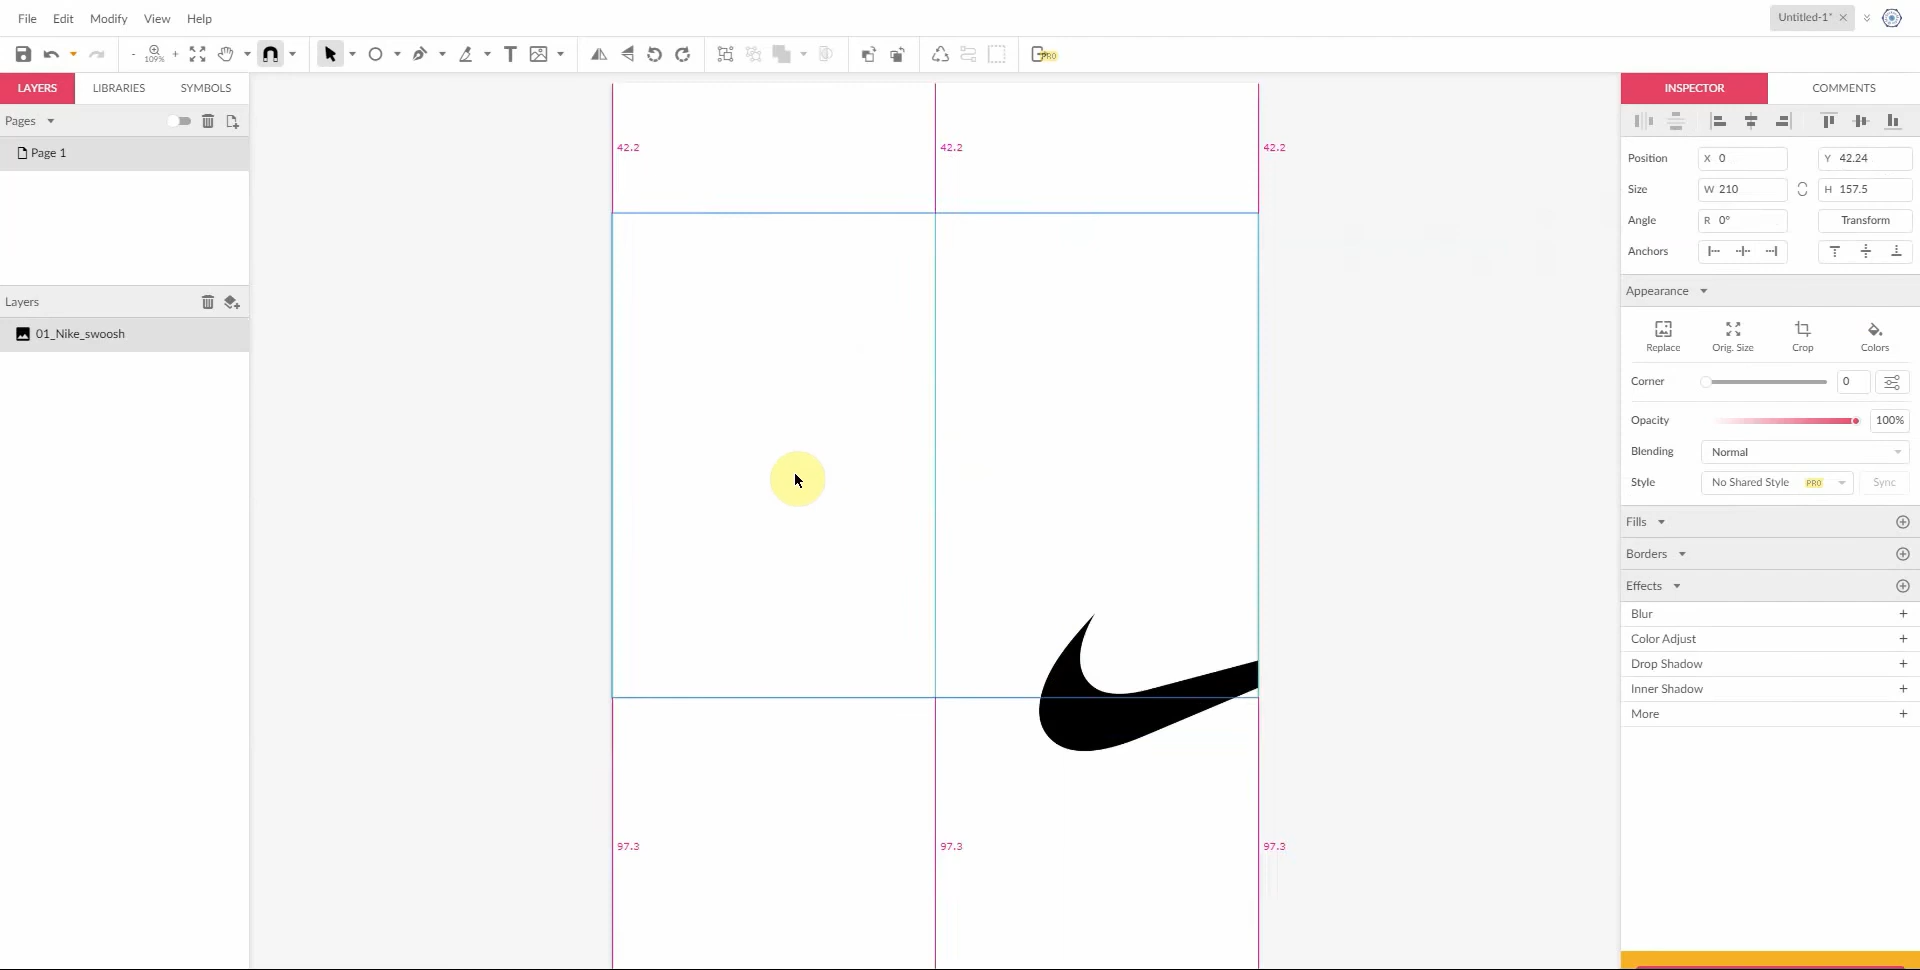 File Edit Modify View Help
Untitled-1*
- 109% +
PRO
LAYERS LIBRARIES SYMBOLS
INSPECTOR COMMENTS
Pages
Page 1
Layers
01_Nike_swoosh
42.2 42.2 42.2
97.3 97.3 97.3
Position X 0 Y 42.24
Size W 210 H 157.5
Angle R 0° Transform
Anchors
Appearance
Replace Orig. Size Crop Colors
Corner 0
Opacity 100%
Blending Normal
Style No Shared Style PRO Sync
Fills
Borders
Effects
Blur +
Color Adjust +
Drop Shadow +
Inner Shadow +
More +